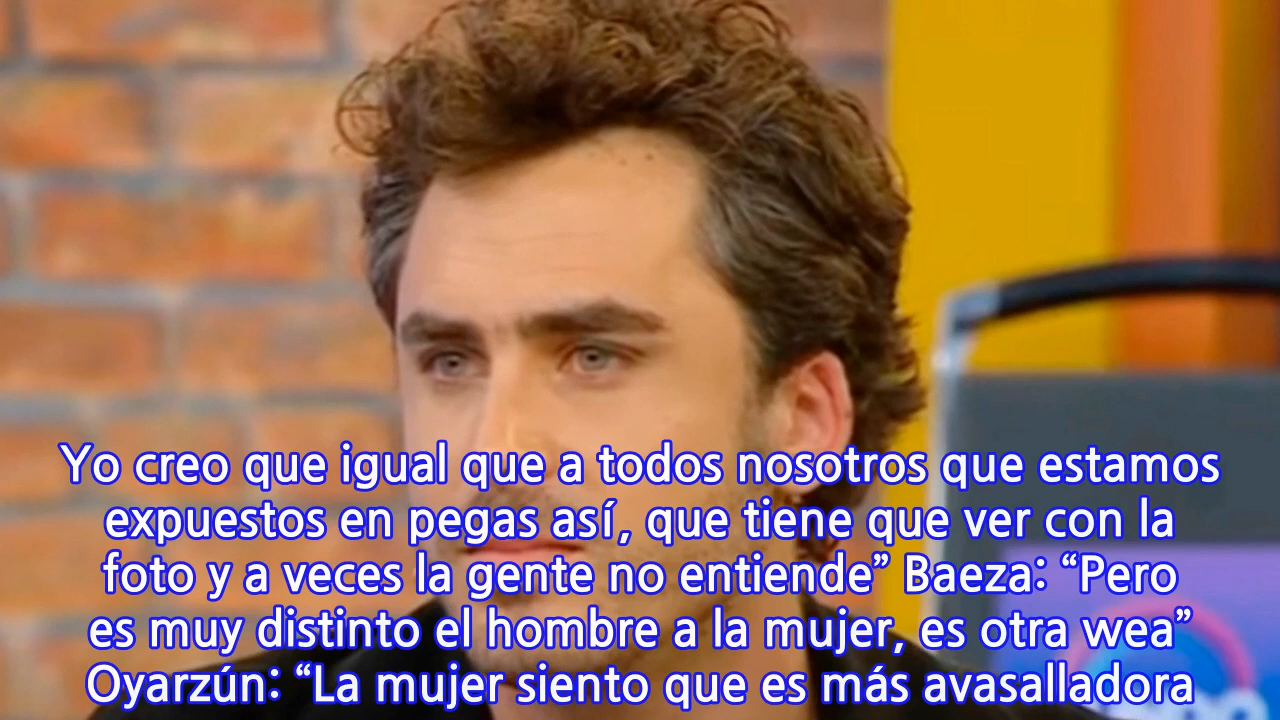 Yo creo que igual que a todos nosotros que estamos
expuestos en pegas así, que tiene que ver con la
foto y a veces la gente no entiende” Baeza: “Pero
es muy distinto el hombre a la mujer, es otra wea”
Oyarzún: “La mujer siento que es más avasalladora